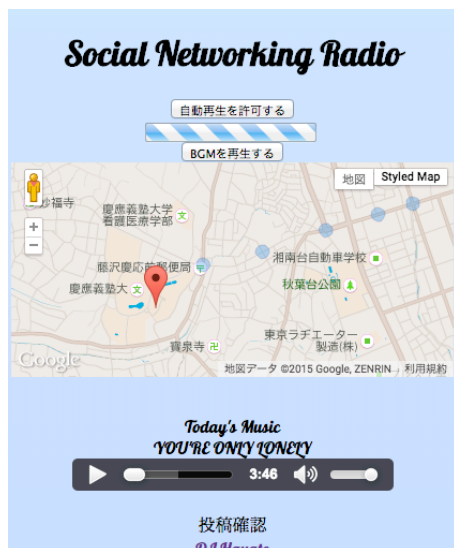 Social Networking Radio
自動再生を許可する
BGMを再生する
地図 Styled Map
妙福寺
慶應義塾大学
看護医療学部
湘南台自動車学校
藤沢慶応前郵便局
秋葉台公園
慶應義塾大
東京ラヂエーター
製造(株)
寳泉寺
Google
地図データ ©2015 Google, ZENRIN 利用規約
Today's Music
YOU'RE ONLY LONELY
3:46
投稿確認